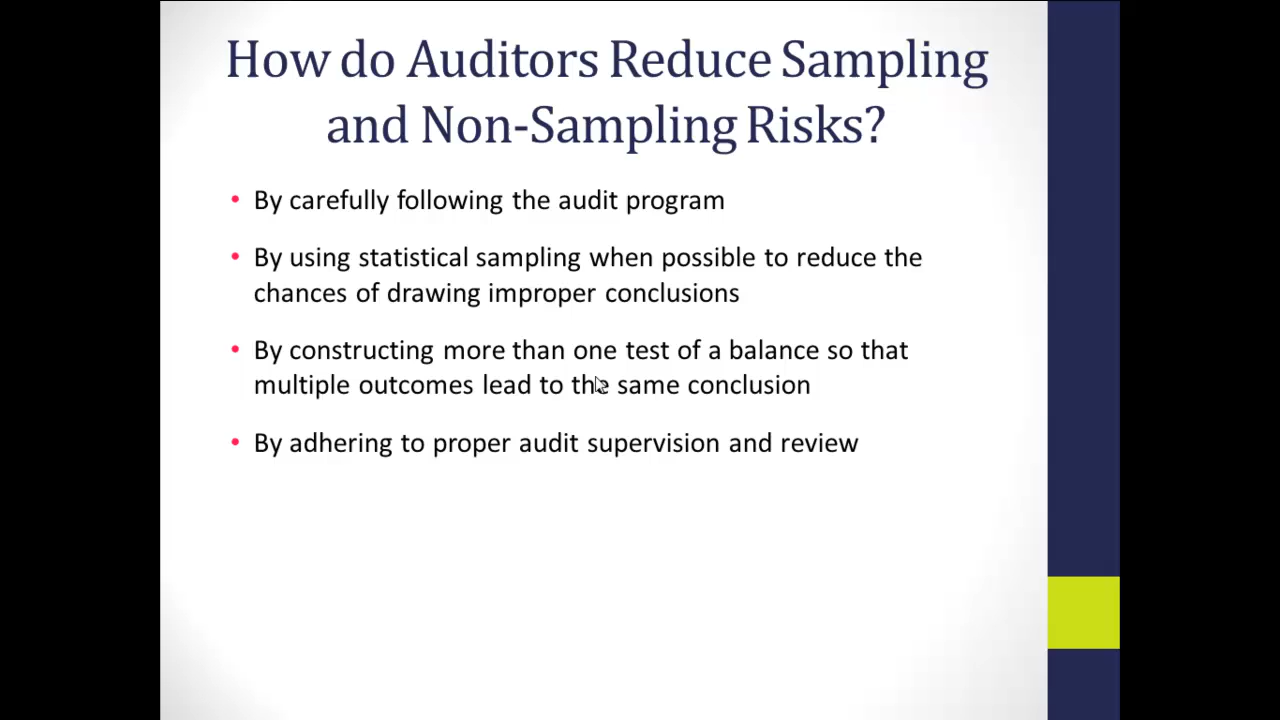 How do Auditors Reduce Sampling
and Non-Sampling Risks?
• By carefully following the audit program
• By using statistical sampling when possible to reduce the
chances of drawing improper conclusions
• By constructing more than one test of a balance so that
multiple outcomes lead to the same conclusion
• By adhering to proper audit supervision and review